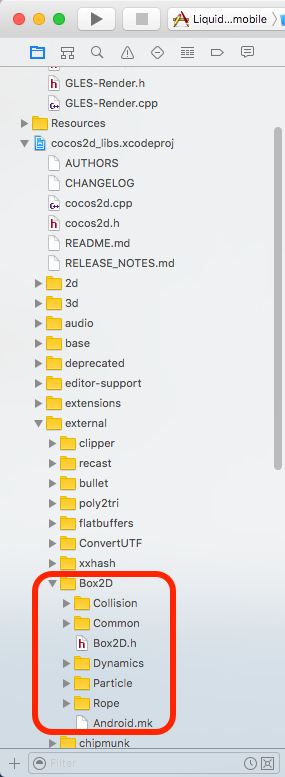 Liquid...mobile
GLES-Render.h
GLES-Render.cpp
Resources
cocos2d_libs.xcodeproj
AUTHORS
CHANGELOG
cocos2d.cpp
cocos2d.h
README.md
RELEASE_NOTES.md
2d
3d
audio
base
deprecated
editor-support
extensions
external
clipper
recast
bullet
poly2tri
flatbuffers
ConvertUTF
xxhash
Box2D
Collision
Common
Box2D.h
Dynamics
Particle
Rope
Android.mk
chipmunk
Filter